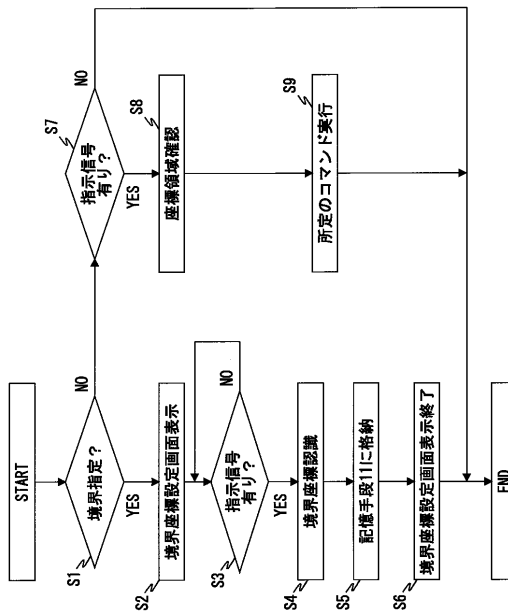 START
S1
境界指定?
NO
YES
S2
境界座標設定画面表示
S3
指示信号
有り?
NO
YES
S4
境界座標認識
S5
記憶手段11に格納
S6
境界座標設定画面表示終了
END
S7
指示信号
有り?
NO
YES
S8
座標領域確認
S9
所定のコマンド実行